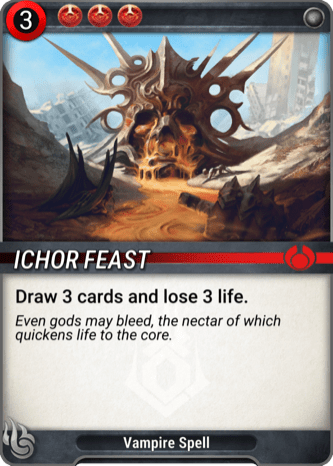 3
ICHOR FEAST
Draw 3 cards and lose 3 life.
Even gods may bleed, the nectar of which
quickens life to the core.
Vampire Spell